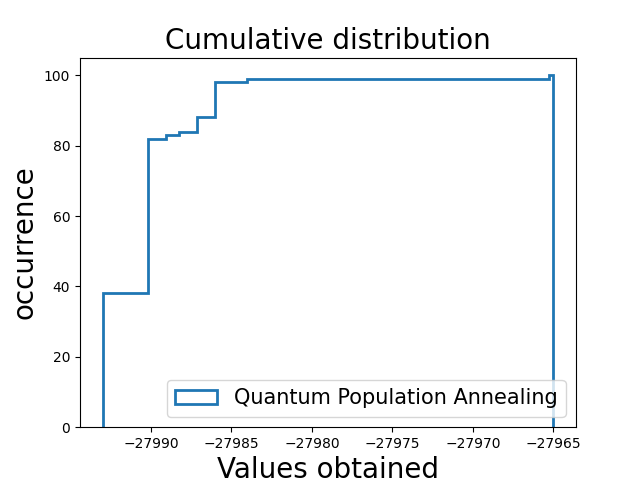 Cumulative distribution
occurrence
100
80
60
40
20
0
Quantum Population Annealing
−27990 −27985 −27980 −27975 −27970 −27965
Values obtained